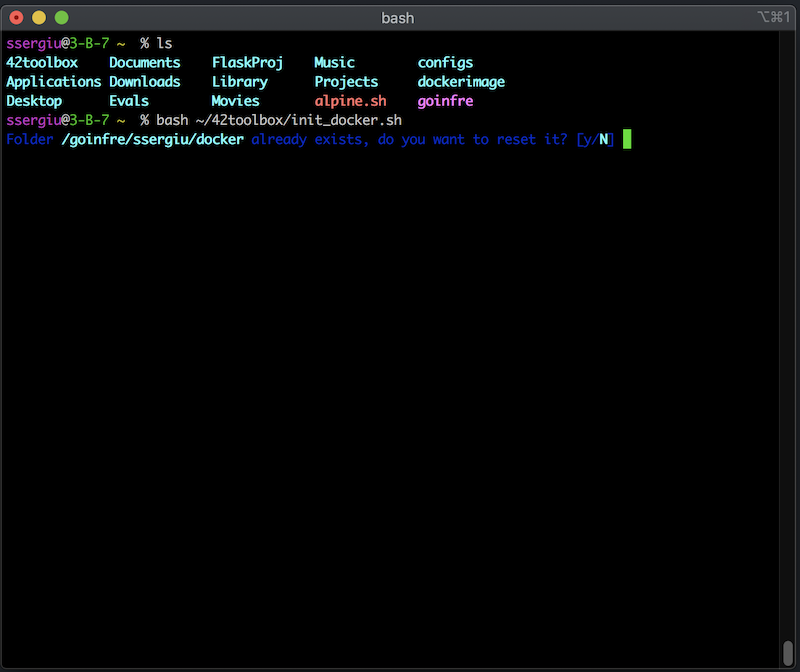 bash
⌥⌘1
ssergiu@3-B-7 ~  % ls
42toolbox    Documents    FlaskProj    Music        configs
Applications Downloads    Library      Projects     dockerimage
Desktop      Evals        Movies       alpine.sh    goinfre
ssergiu@3-B-7 ~  % bash ~/42toolbox/init_docker.sh
Folder /goinfre/ssergiu/docker already exists, do you want to reset it? [y/N]